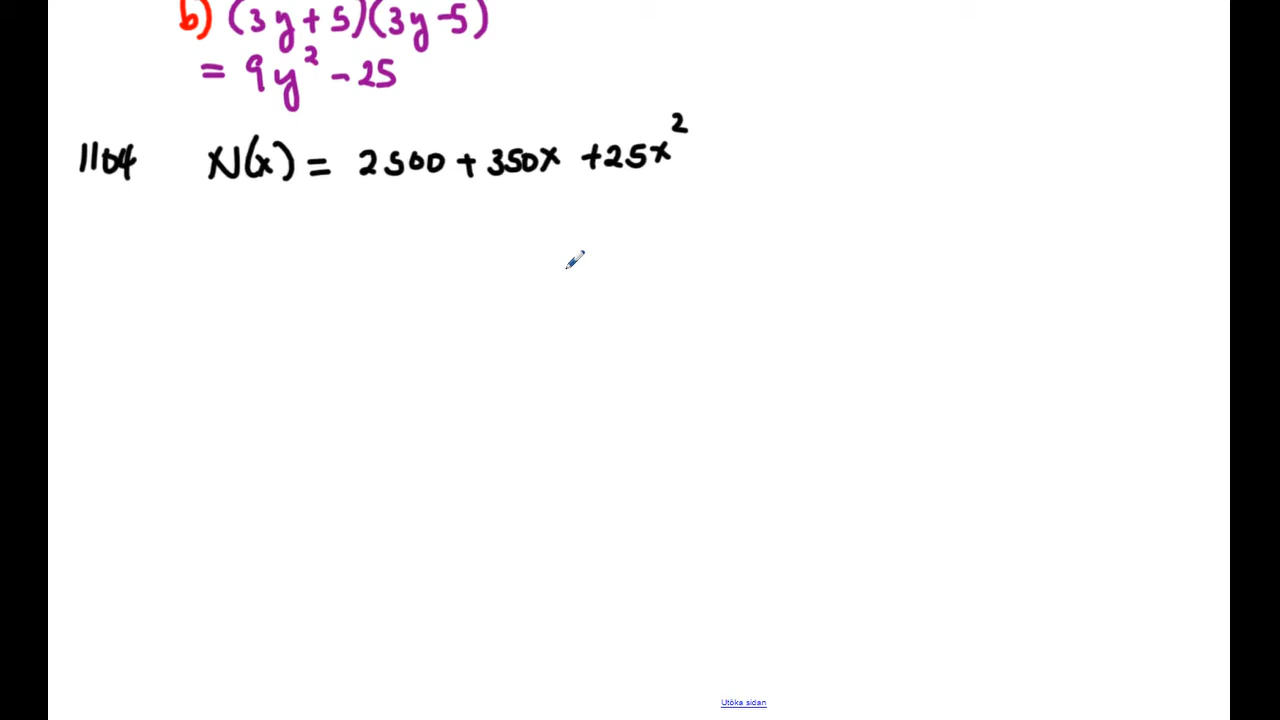 b) (3y+5)(3y-5)
= 9y² - 25
1104 N(x) = 2500 + 350x + 25x²
Utöka sidan